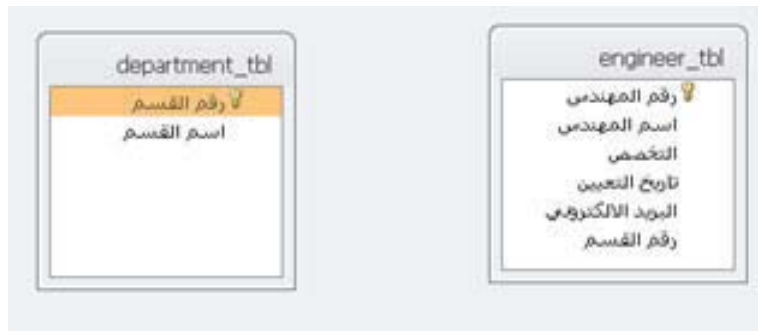 engineer_tbl
رقم المهندس
اسم المهندس
التخصص
تاريخ التعيين
البريد الالكتروني
رقم القسم
department_tbl
رقم القسم
اسم القسم